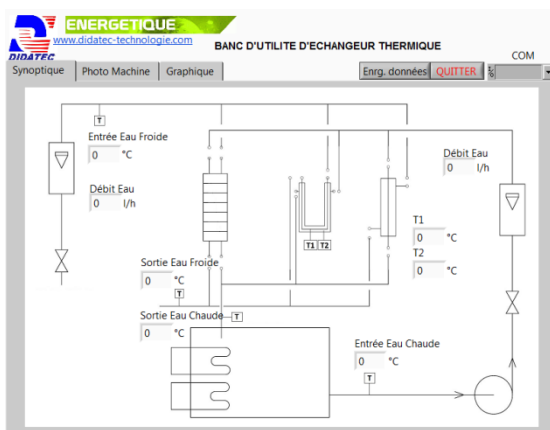 ENERGETIQUE
www.didatec-technologie.com
DIDATEC
BANC D'UTILITE D'ECHANGEUR THERMIQUE
COM
Synoptique
Photo Machine
Graphique
Enrg. données
QUITTER
T
Entrée Eau Froide
0 °C
Débit Eau
0 l/h
Débit Eau
0 l/h
T1 T2
T1
0 °C
T2
0 °C
Sortie Eau Froide
0 °C
T
Sortie Eau Chaude
T
0 °C
Entrée Eau Chaude
0 °C
T